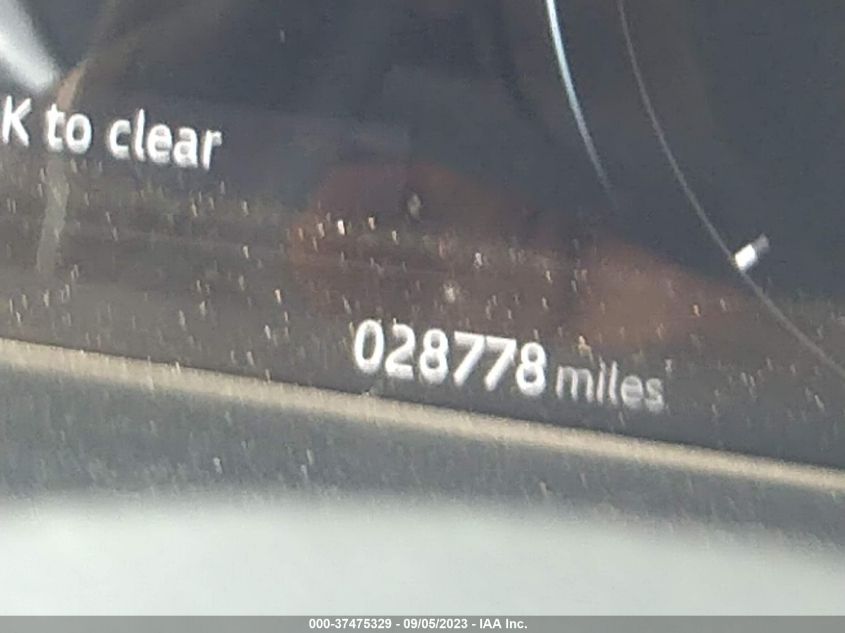 K to clear
028778 miles
000-37475329 - 09/05/2023 - IAA Inc.